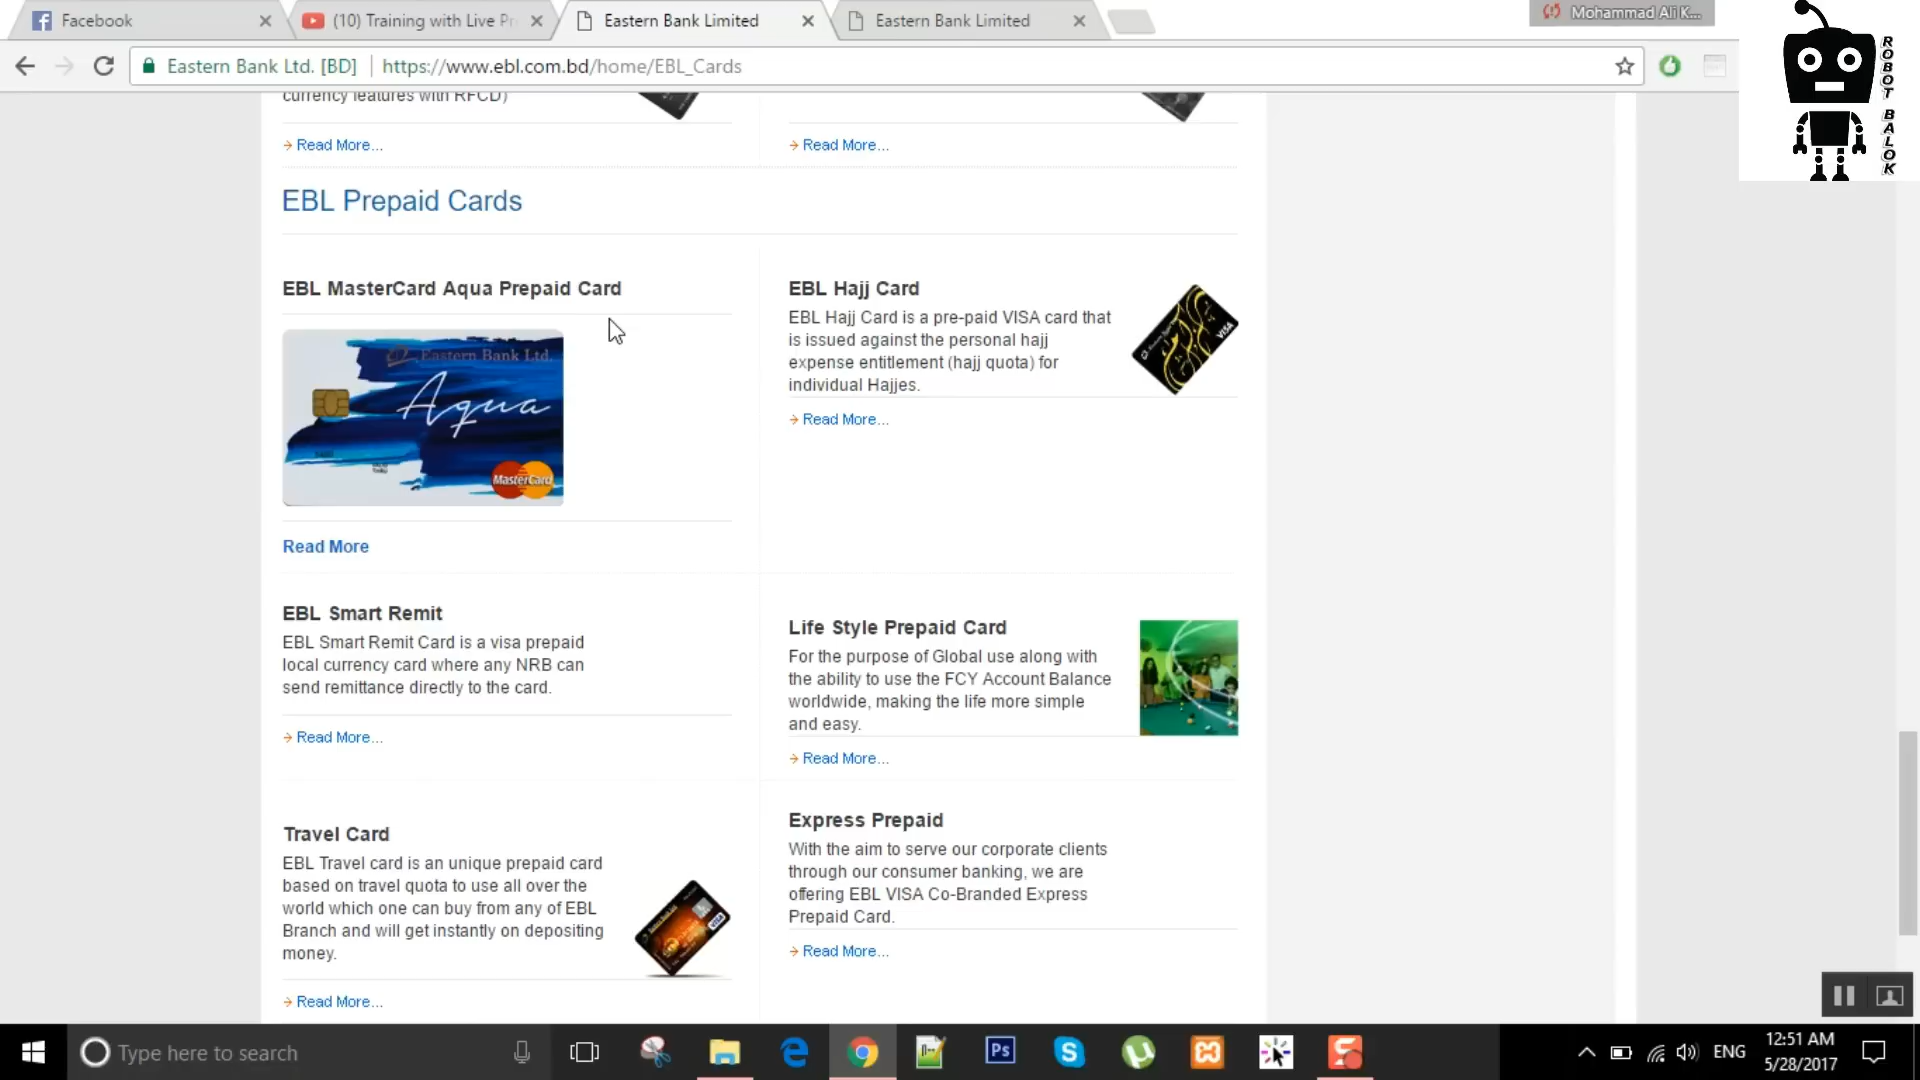 Facebook
(10) Training with Live Pr
Eastern Bank Limited
Eastern Bank Limited
Mohammad Ali K...
Eastern Bank Ltd. [BD]
https://www.ebl.com.bd/home/EBL_Cards
ROBOT BALOK
currency features with RFCD)
Read More...
Read More...
EBL Prepaid Cards
EBL MasterCard Aqua Prepaid Card
Eastern Bank Ltd.
Aqua
MasterCard
Read More
EBL Hajj Card
EBL Hajj Card is a pre-paid VISA card that
is issued against the personal hajj
expense entitlement (hajj quota) for
individual Hajjes.
VISA
Read More...
EBL Smart Remit
EBL Smart Remit Card is a visa prepaid
local currency card where any NRB can
send remittance directly to the card.
Read More...
Life Style Prepaid Card
For the purpose of Global use along with
the ability to use the FCY Account Balance
worldwide, making the life more simple
and easy.
Read More...
Travel Card
EBL Travel card is an unique prepaid card
based on travel quota to use all over the
world which one can buy from any of EBL
Branch and will get instantly on depositing
money.
VISA
Read More...
Express Prepaid
With the aim to serve our corporate clients
through our consumer banking, we are
offering EBL VISA Co-Branded Express
Prepaid Card.
Read More...
Type here to search
Ps
ENG
12:51 AM
5/28/2017